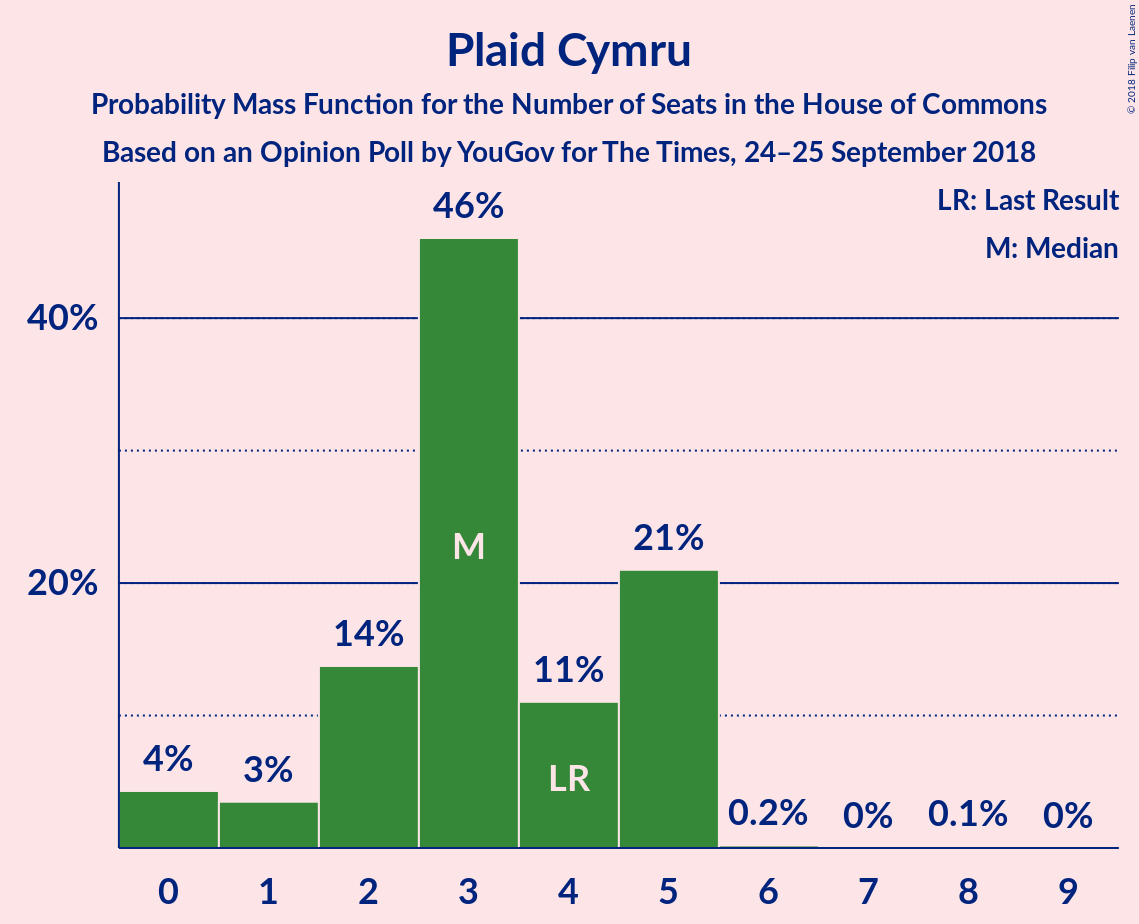 Plaid Cymru
Probability Mass Function for the Number of Seats in the House of Commons
Based on an Opinion Poll by YouGov for The Times, 24–25 September 2018
© 2018 Filip van Laenen
LR: Last Result
M: Median
40%
20%
4%
3%
14%
46%
M
11%
LR
21%
0.2%
0%
0.1%
0%
0 1 2 3 4 5 6 7 8 9